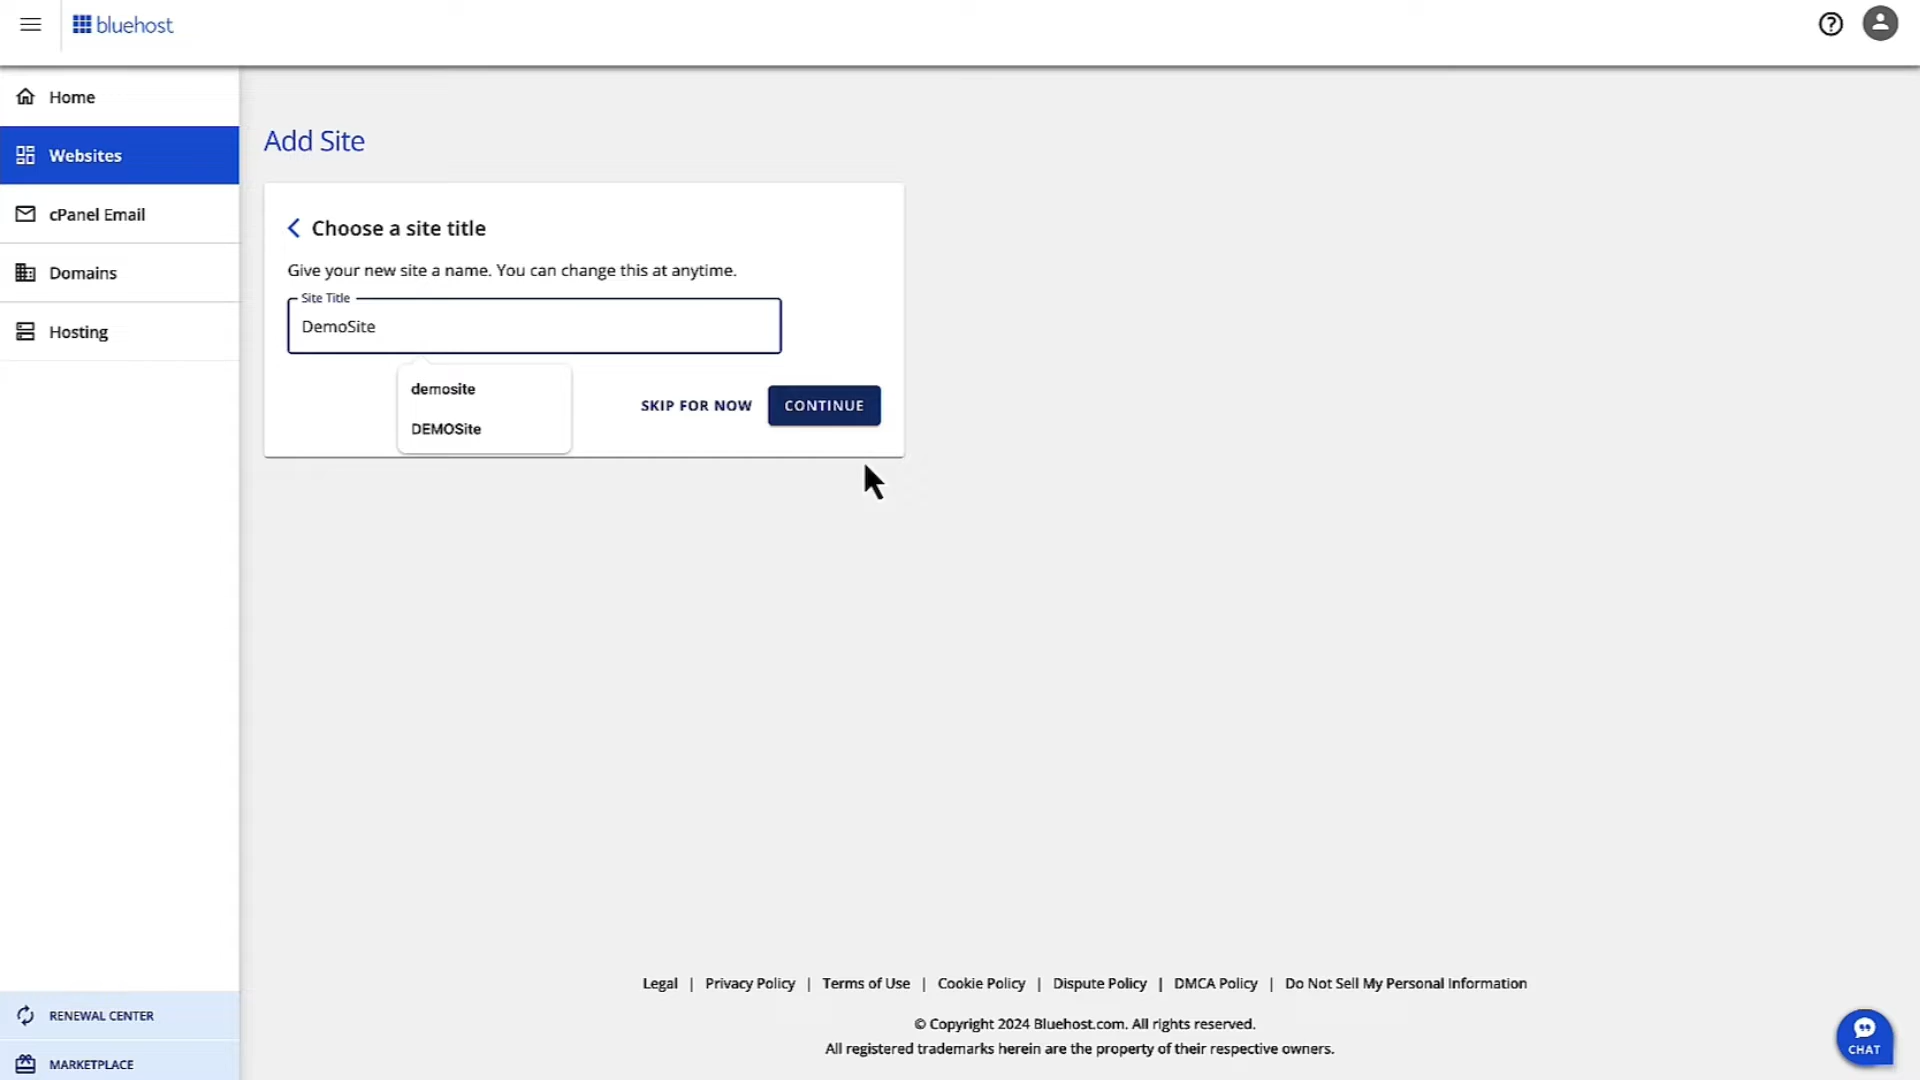 bluehost
Home
Websites
cPanel Email
Domains
Hosting
Add Site
Choose a site title
Give your new site a name. You can change this at anytime.
Site Title
DemoSite
demosite
DEMOSite
SKIP FOR NOW
CONTINUE
RENEWAL CENTER
MARKETPLACE
Legal | Privacy Policy | Terms of Use | Cookie Policy | Dispute Policy | DMCA Policy | Do Not Sell My Personal Information
© Copyright 2024 Bluehost.com. All rights reserved.
All registered trademarks herein are the property of their respective owners.
CHAT